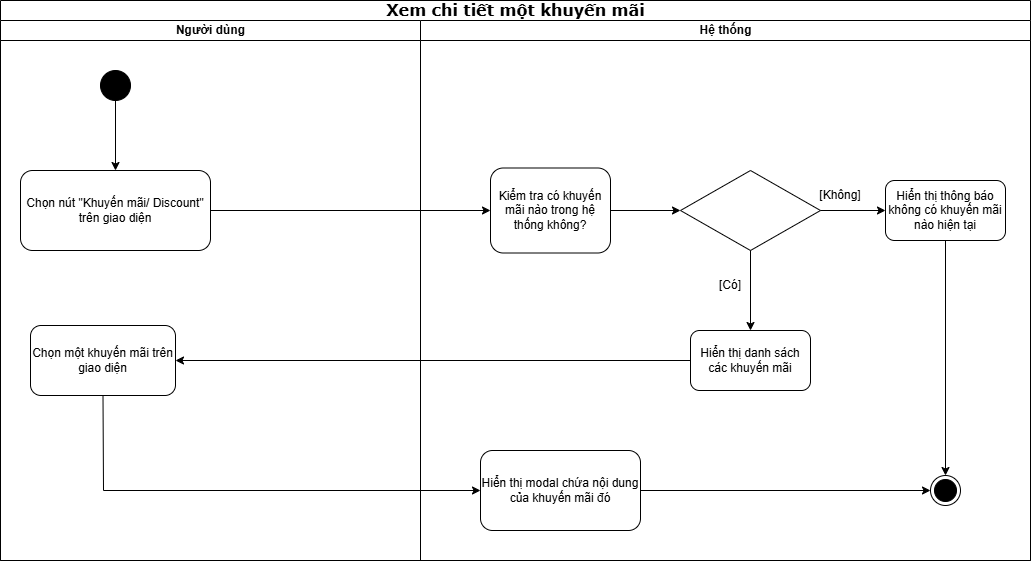 Xem chi tiết một khuyến mãi
Người dùng
Hệ thống
Chọn nút "Khuyến mãi/ Discount"
trên giao diện
Kiểm tra có khuyến
mãi nào trong hệ
thống không?
[Không]
Hiển thị thông báo
không có khuyến mãi
nào hiện tại
[Có]
Chọn một khuyến mãi trên
giao diện
Hiển thị danh sách
các khuyến mãi
Hiển thị modal chứa nội dung
của khuyến mãi đó